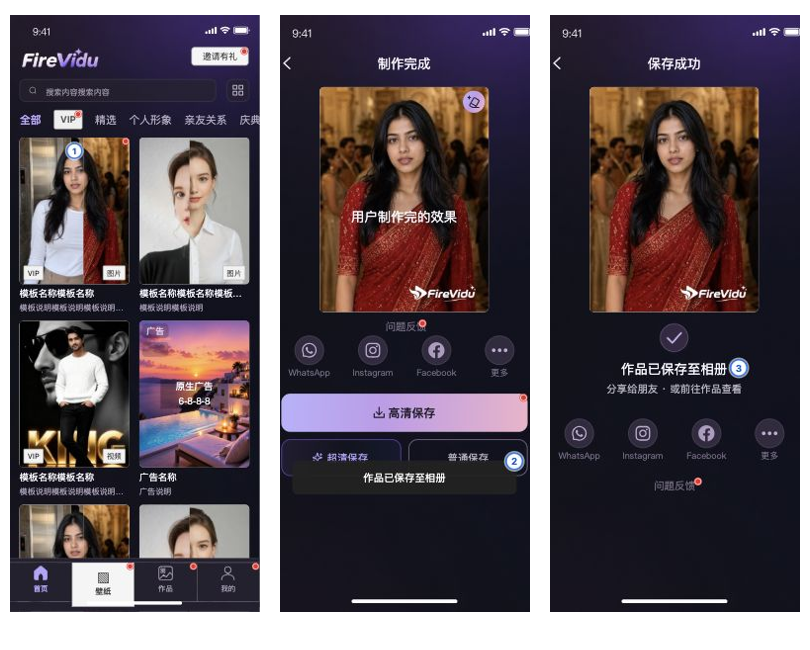 9:41
FireVidu
邀请有礼
搜索内容搜索内容
全部 VIP 精选 个人形象 亲友关系 庆典
1
VIP 图片
图片
模板名称模板名称
模板说明模板说明模板说明...
模板名称模板名称模板...
模板说明模板说明
KING
VIP 视频
广告
原生广告
6-8-8-8
模板名称模板名称
模板说明模板说明模板说明...
广告名称
广告说明
首页 壁纸 作品 我的
9:41
制作完成
用户制作完的效果
FireVidu
问题反馈
WhatsApp Instagram Facebook 更多
高清保存
超清保存 普通保存
2
作品已保存至相册
9:41
保存成功
FireVidu
作品已保存至相册 3
分享给朋友 · 或前往作品查看
WhatsApp Instagram Facebook 更多
问题反馈